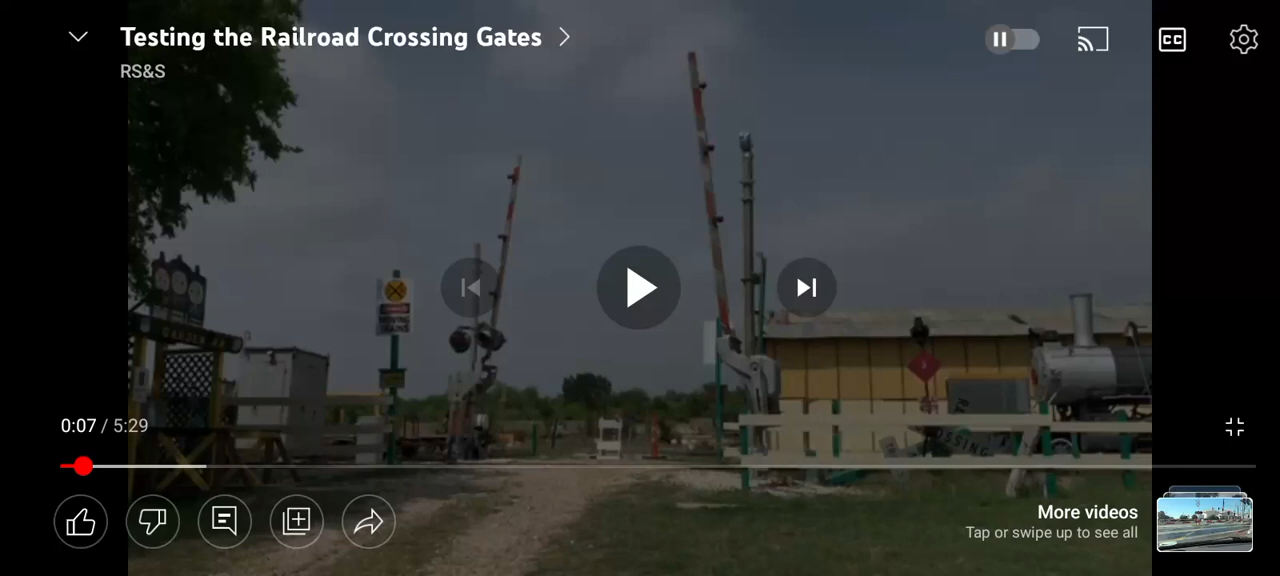 Testing the Railroad Crossing Gates
RS&S
CC
0:07 / 5:29
More videos
Tap or swipe up to see all